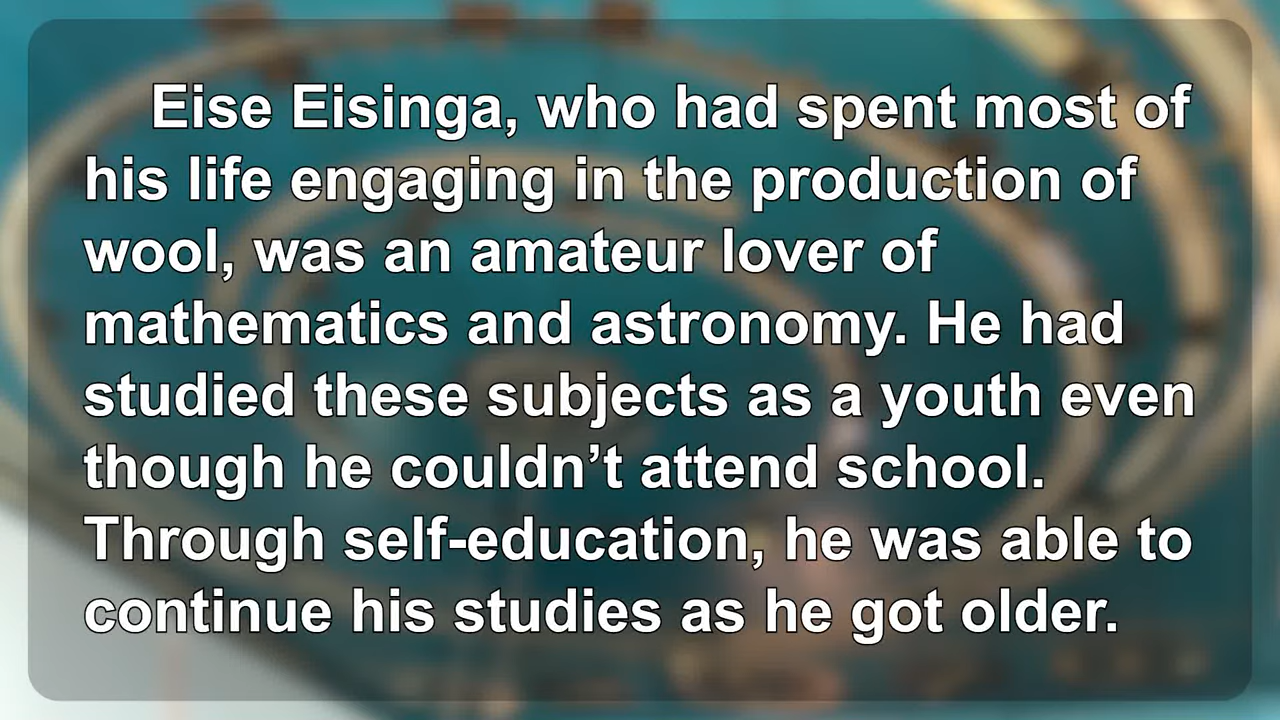 Eise Eisinga, who had spent most of
his life engaging in the production of
wool, was an amateur lover of
mathematics and astronomy. He had
studied these subjects as a youth even
though he couldn’t attend school.
Through self-education, he was able to
continue his studies as he got older.